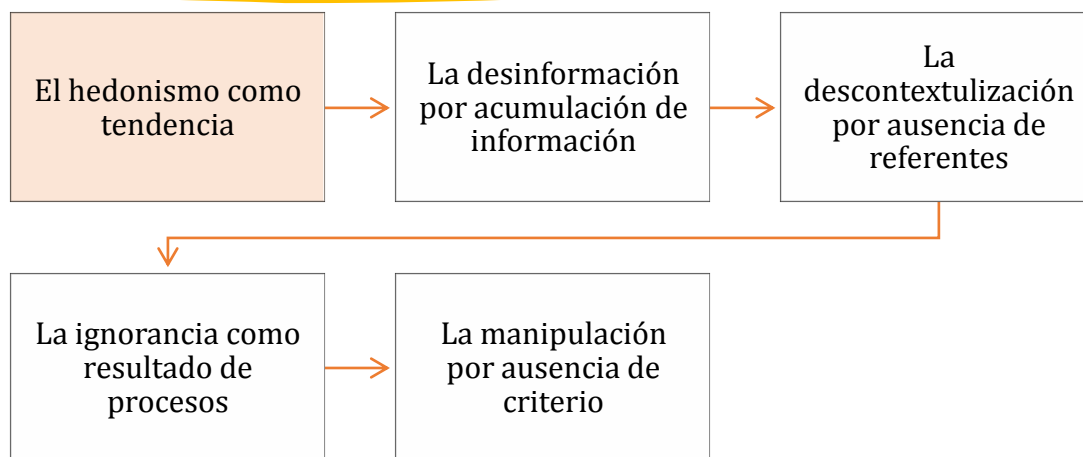 El hedonismo como
tendencia
La desinformación
por acumulación de
información
La
descontextulización
por ausencia de
referentes
La ignorancia como
resultado de
procesos
La manipulación
por ausencia de
criterio